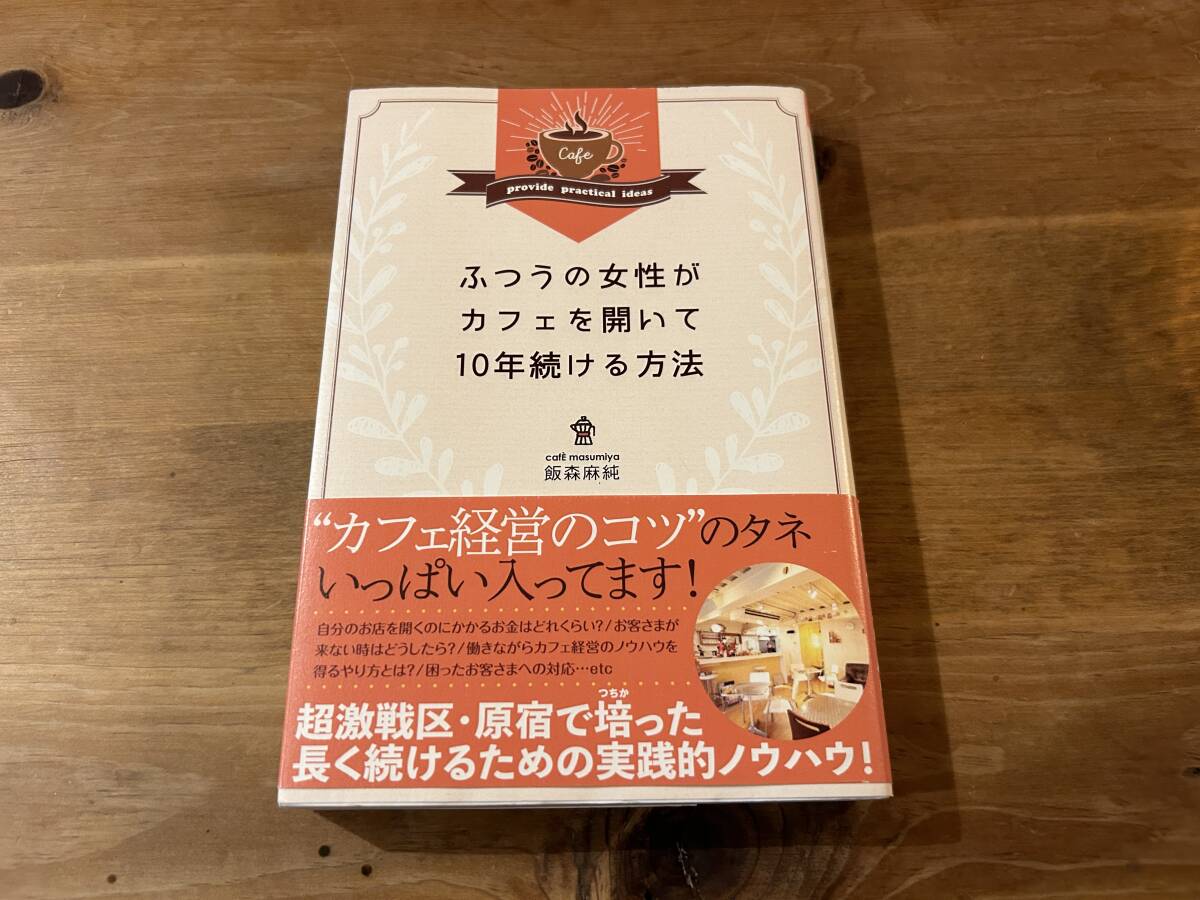 Cafe
provide practical ideas
ふつうの女性が
カフェを開いて
10年続ける方法
cafE masumiya
飯森麻純
“カフェ経営のコツ”のタネ
いっぱい入ってます！
自分のお店を開くのにかかるお金はどれくらい？/お客さまが
来ない時はどうしたら？/働きながらカフェ経営のノウハウを
得るやり方とは？/困ったお客さまへの対応…etc
つちか
超激戦区・原宿で培った
長く続けるための実践的ノウハウ！